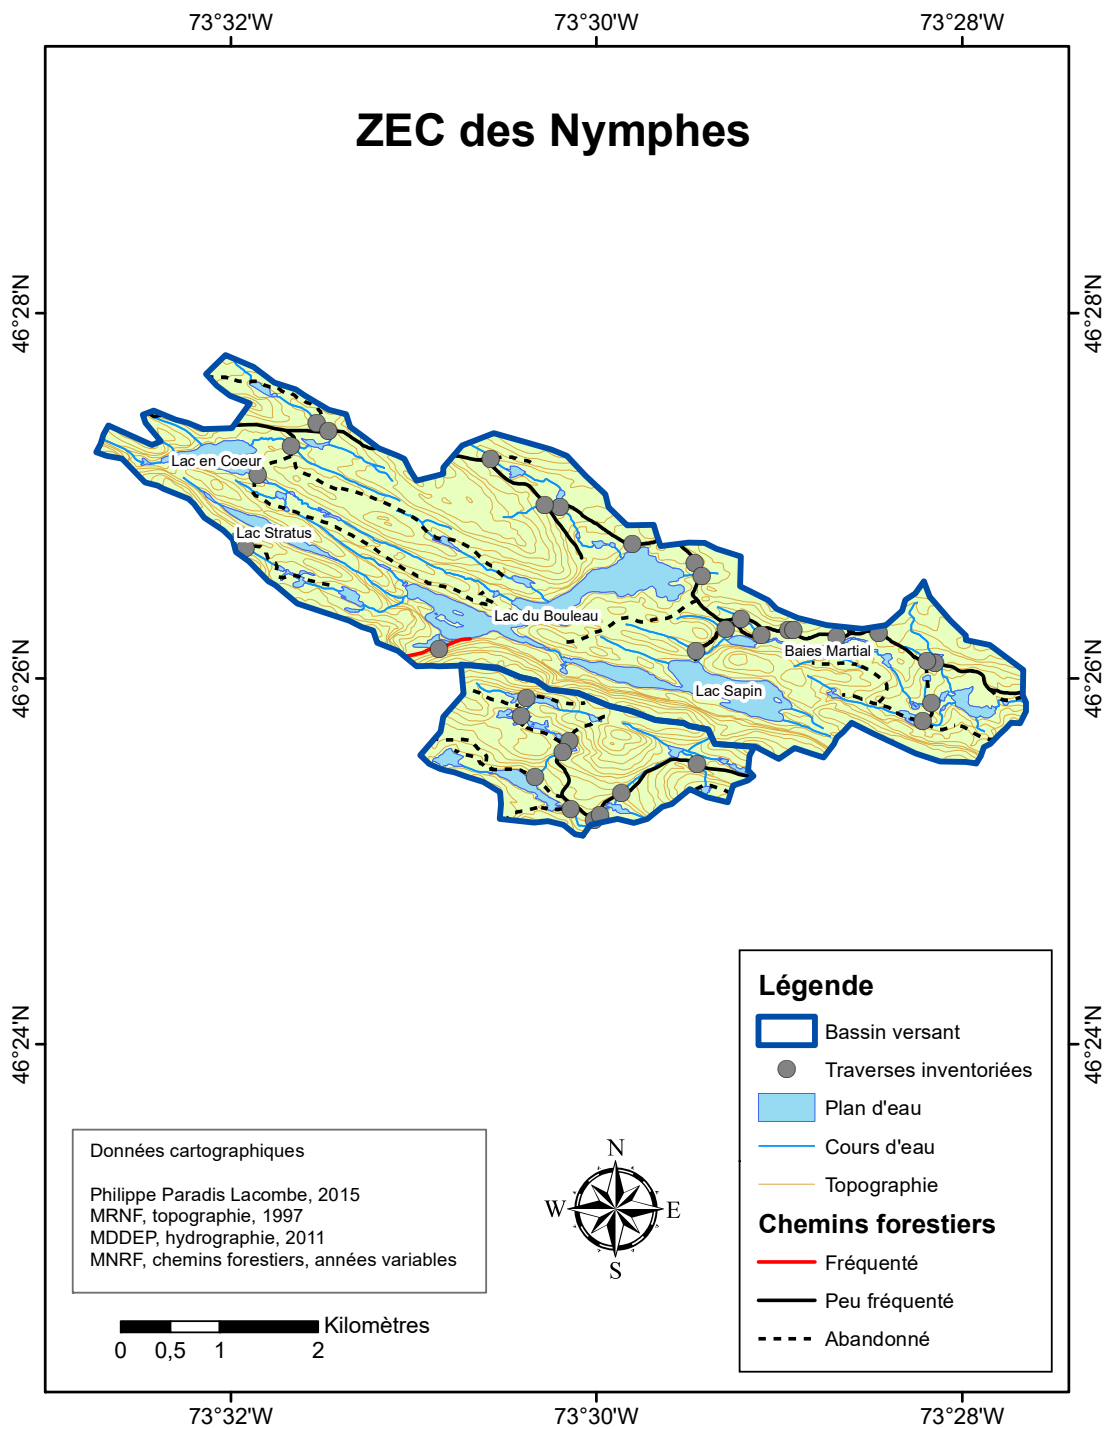 73°32'W
73°30'W
73°28'W
ZEC des Nymphes
46°28'N
46°28'N
Lac en Coeur
Lac Stratus
Lac du Bouleau
Baies Martial
46°26'N
46°26'N
Lac Sapin
Légende
Bassin versant
Traverses inventoriées
Plan d'eau
Cours d'eau
Topographie
Chemins forestiers
Fréquenté
Peu fréquenté
Abandonné
46°24'N
46°24'N
Données cartographiques
Philippe Paradis Lacombe, 2015
MRNF, topographie, 1997
MDDEP, hydrographie, 2011
MNRF, chemins forestiers, années variables
N
W
E
S
Kilomètres
0 0,5 1 2
73°32'W
73°30'W
73°28'W